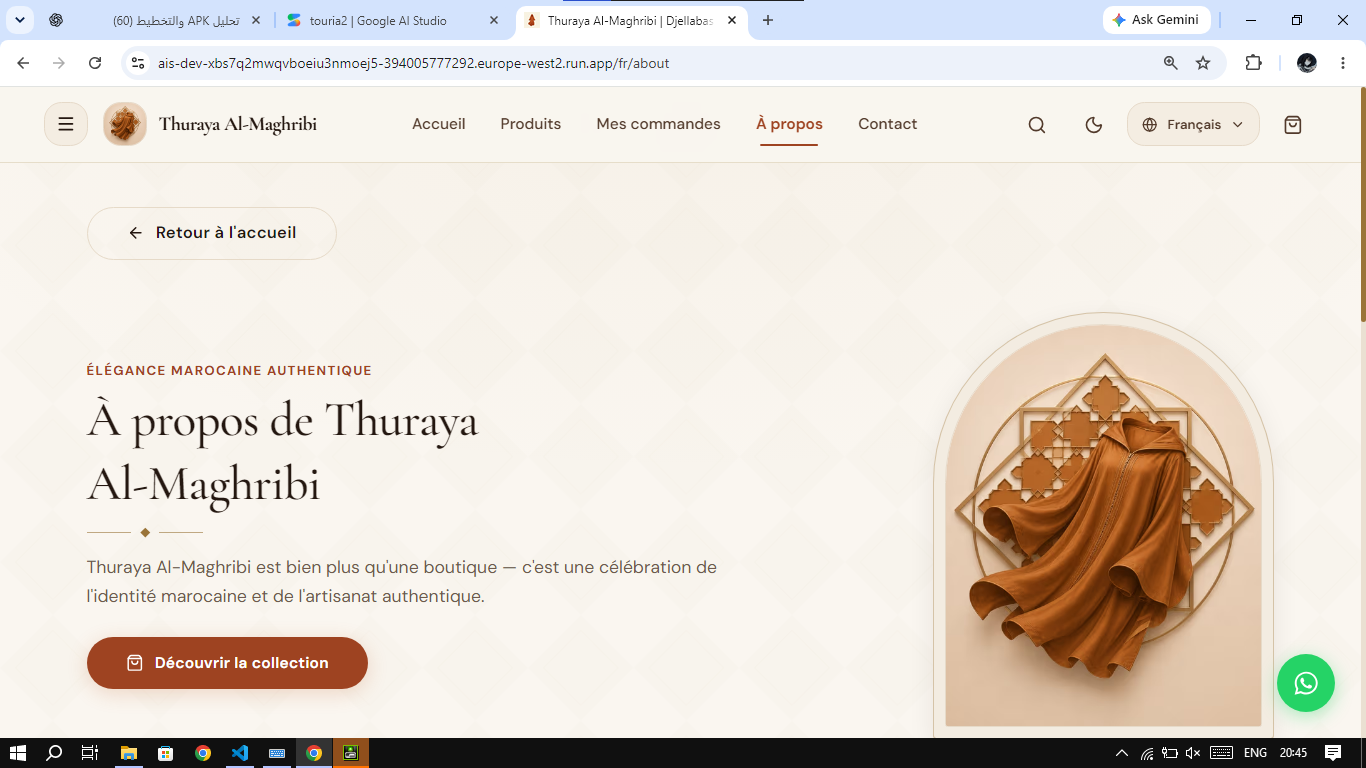 (60) تحليل APK والتخطيط
touria2 | Google AI Studio
Thuraya Al-Maghribi | Djellabas
Ask Gemini
ais-dev-xbs7q2mwqvboeiu3nmoej5-394005777292.europe-west2.run.app/fr/about
Thuraya Al-Maghribi
Accueil
Produits
Mes commandes
À propos
Contact
Français
Retour à l'accueil
ÉLÉGANCE MAROCAINE AUTHENTIQUE
À propos de Thuraya
Al-Maghribi
Thuraya Al-Maghribi est bien plus qu'une boutique — c'est une célébration de
l'identité marocaine et de l'artisanat authentique.
Découvrir la collection
ENG
20:45